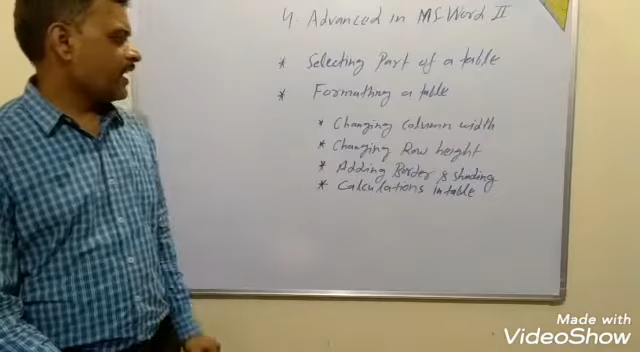 4. Advanced in MS Word II
* Selecting Part of a table
* Formatting a table
* Changing Column width
* Changing Row height
* Adding Border & shading
* Calculations in table
Made with
VideoShow